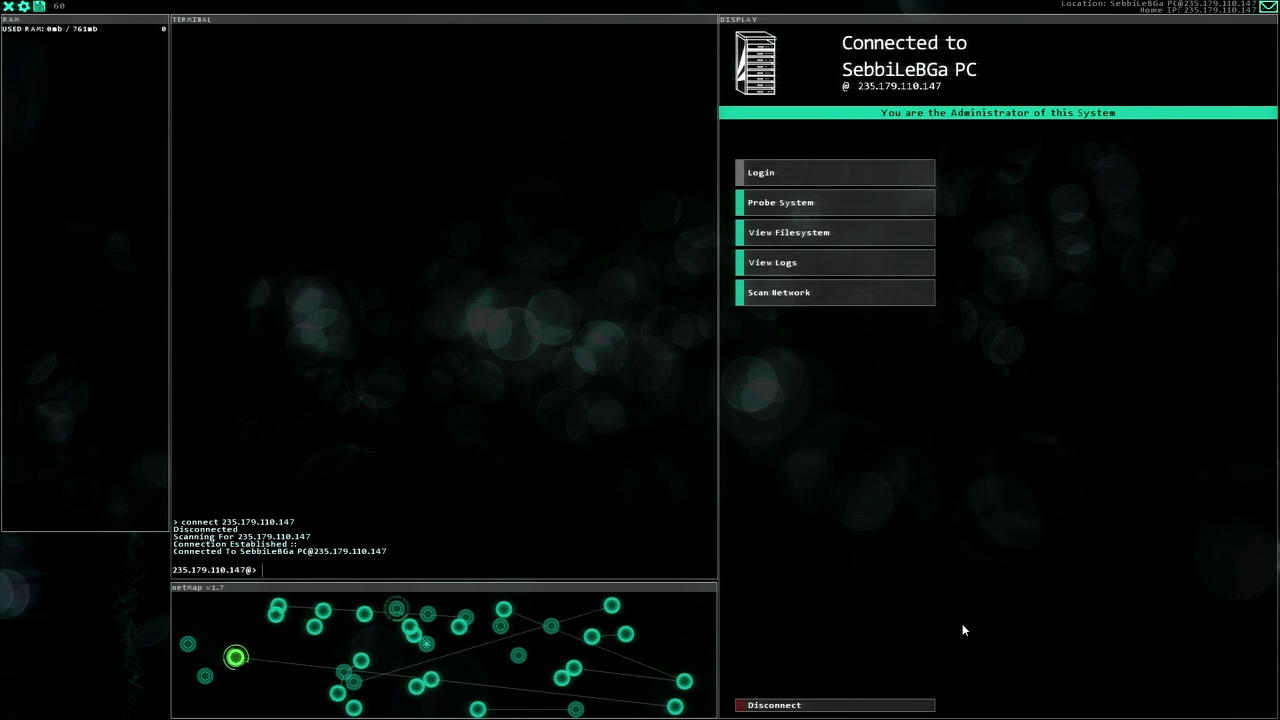 60
Location: SebbiLeBGa PC@235.179.110.147
Home IP: 235.179.110.147
RAM
USED RAM: 0mb / 761mb 0
TERMINAL
> connect 235.179.110.147
Disconnected
Scanning For 235.179.110.147
Connection Established ::
Connected To SebbiLeBGa PC@235.179.110.147
235.179.110.147@>
netMap v1.7
DISPLAY
Connected to
SebbiLeBGa PC
@ 235.179.110.147
You are the Administrator of this System
Login
Probe System
View Filesystem
View Logs
Scan Network
Disconnect